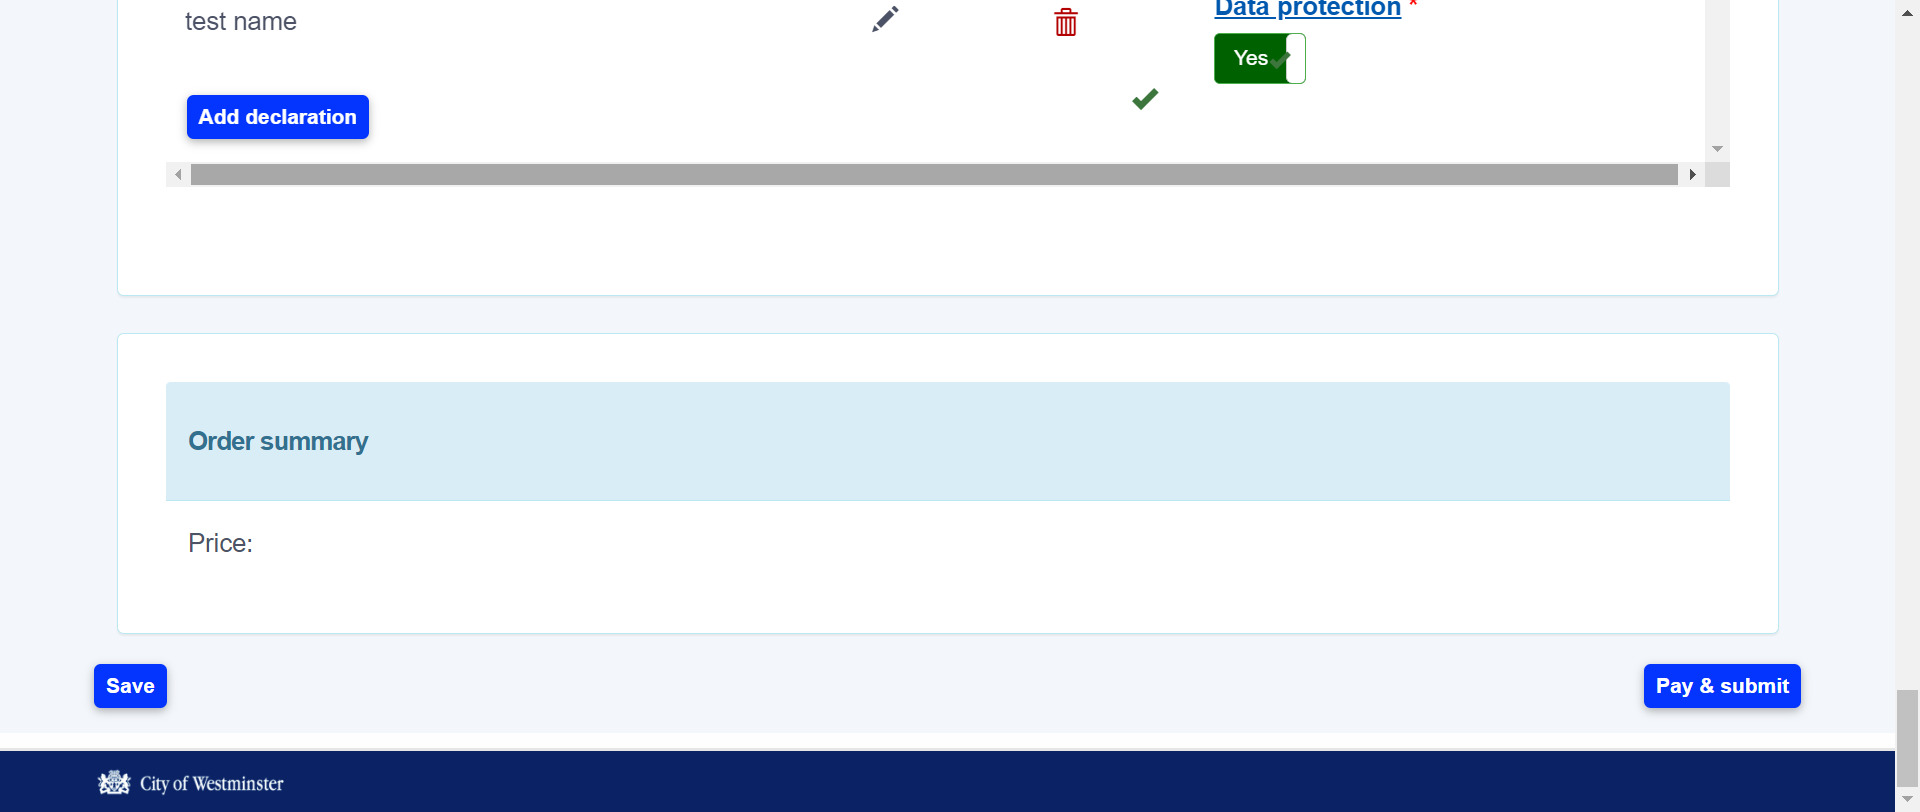 Data protection *
test name
Yes
Add declaration
Order summary
Price:
Save
Pay & submit
City of Westminster